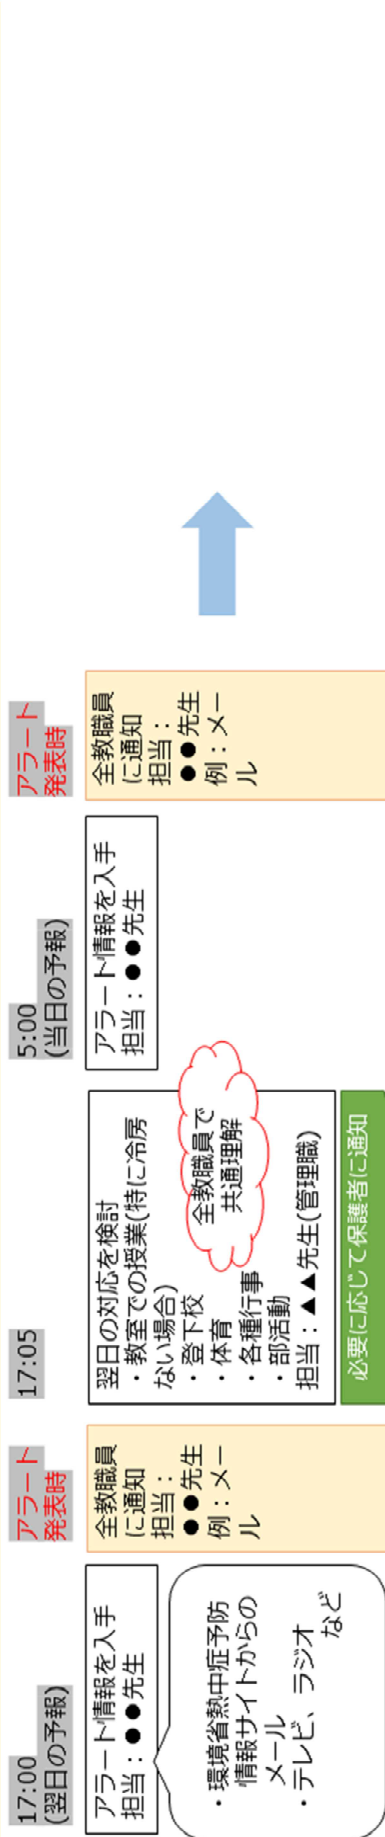 17:00
(翌日の予報)
アラート情報を入手
担当：●●先生
・環境省熱中症予防
情報サイトからの
メール
・テレビ、ラジオ
など
アラート
発表時
全教職員
に通知
担当：
●●先生
例：メー
ル
17:05
翌日の対応を検討
・教室での授業(特に冷房
ない場合)
・登下校
・体育
・各種行事
・部活動
担当：▲▲先生(管理職)
全教職員で
共通理解
必要に応じて保護者に通知
5:00
(当日の予報)
アラート情報を入手
担当：●●先生
アラート
発表時
全教職員
に通知
担当：
●●先生
例：メー
ル